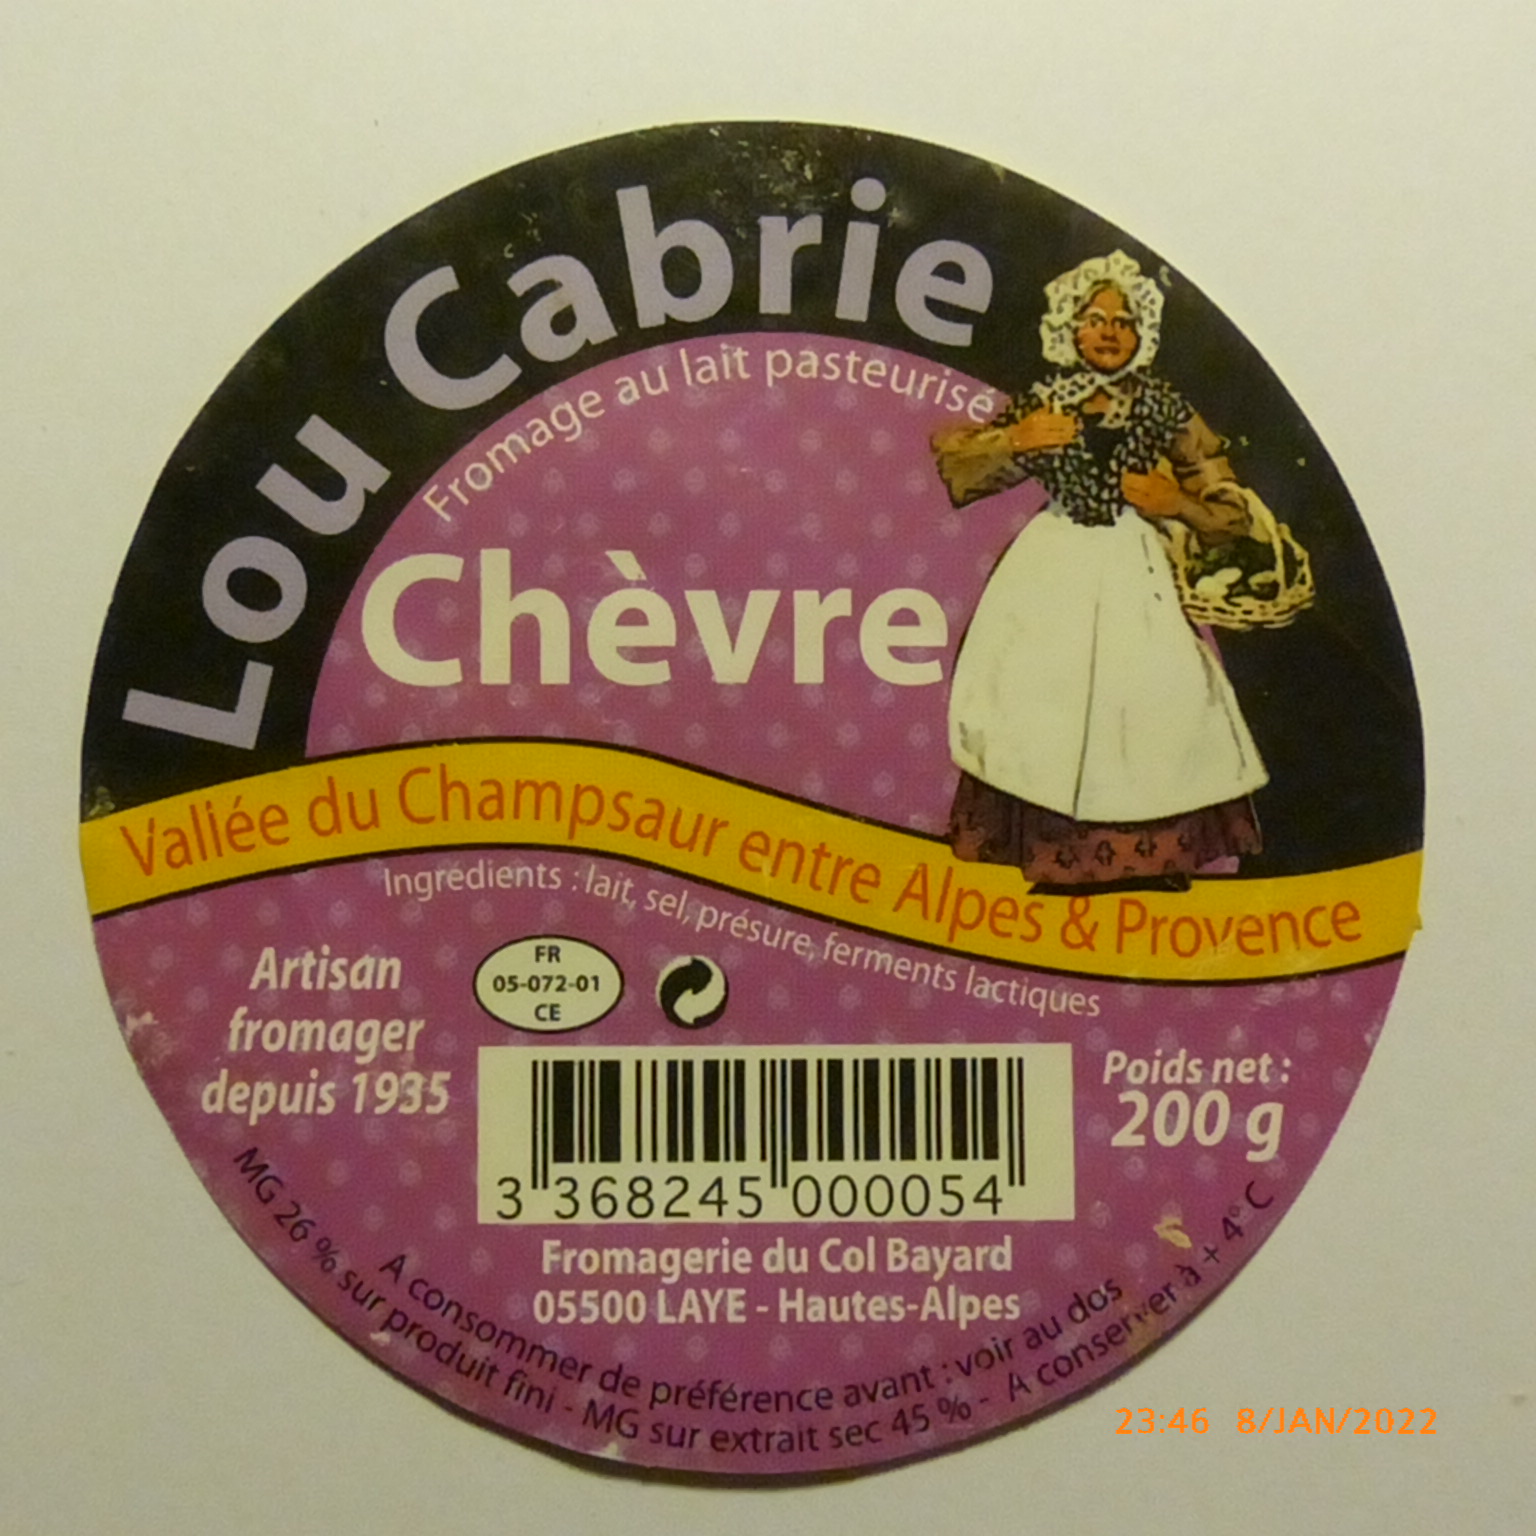 Lou Cabrie
Fromage au lait pasteurisé
Chèvre
Vallée du Champsaur entre Alpes & Provence
Ingrédients : lait, sel, présure, ferments lactiques
Artisan
fromager
depuis 1935
FR
05-072-01
CE
Poids net :
200 g
3 368245 000054
Fromagerie du Col Bayard
05500 LAYE - Hautes-Alpes
A consommer de préférence avant : voir au dos
MG 26 % sur produit fini - MG sur extrait sec 45 % - A conserver à + 4° C
23:46 8/JAN/2022